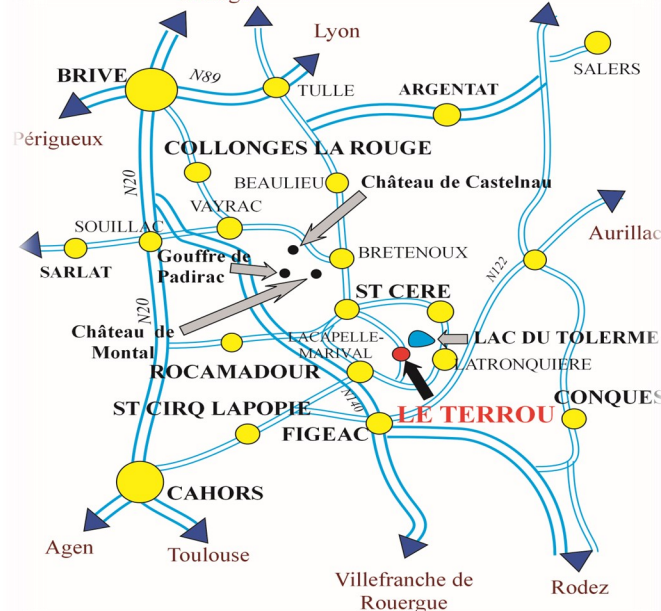 Lyon
BRIVE
N89
TULLE
ARGENTAT
SALERS
Périgueux
COLLONGES LA ROUGE
N20
BEAULIEU
Château de Castelnau
VAYRAC
SOUILLAC
Aurillac
Gouffre de
Padirac
BRETENOUX
N122
SARLAT
ST CERE
N20
Château de
Montal
LACAPELLE-
MARIVAL
LAC DU TOLERME
LATRONQUIERE
ROCAMADOUR
N140
CONQUES
ST CIRQ LAPOPIE
LE TERROU
FIGEAC
CAHORS
Agen
Toulouse
Villefranche de
Rouergue
Rodez